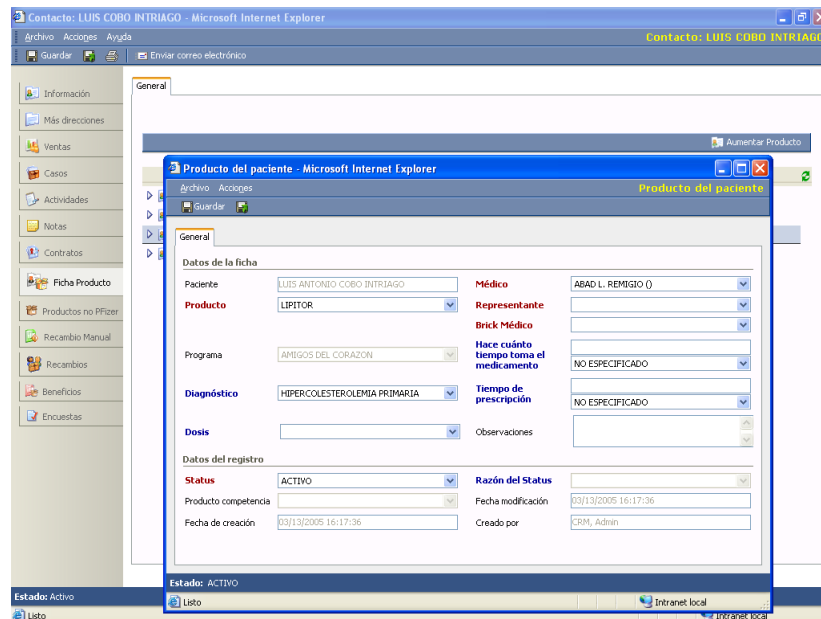 Contacto: LUIS COBO INTRIAGO - Microsoft Internet Explorer
Archivo Acciones Ayuda
Contacto: LUIS COBO INTRIAGO
Guardar
Enviar correo electrónico
Información
Más direcciones
Ventas
Casos
Actividades
Notas
Contratos
Ficha Producto
Productos no PFizer
Recambio Manual
Recambios
Beneficios
Encuestas
General
Aumentar Producto
Producto del paciente - Microsoft Internet Explorer
Archivo Acciones
Producto del paciente
Guardar
General
Datos de la ficha
Paciente LUIS ANTONIO COBO INTRIAGO Médico ABAD L. REMIGIO ()
Producto LIPITOR Representante
Brick Médico
Programa AMIGOS DEL CORAZON Hace cuánto
tiempo toma el
medicamento NO ESPECIFICADO
Diagnóstico HIPERCOLESTEROLEMIA PRIMARIA Tiempo de
prescripción NO ESPECIFICADO
Dosis Observaciones
Datos del registro
Status ACTIVO Razón del Status
Producto competencia Fecha modificación 03/13/2005 16:17:36
Fecha de creación 03/13/2005 16:17:36 Creado por CRM, Admin
Estado: ACTIVO
Listo Intranet local
Estado: Activo
Listo Intranet local